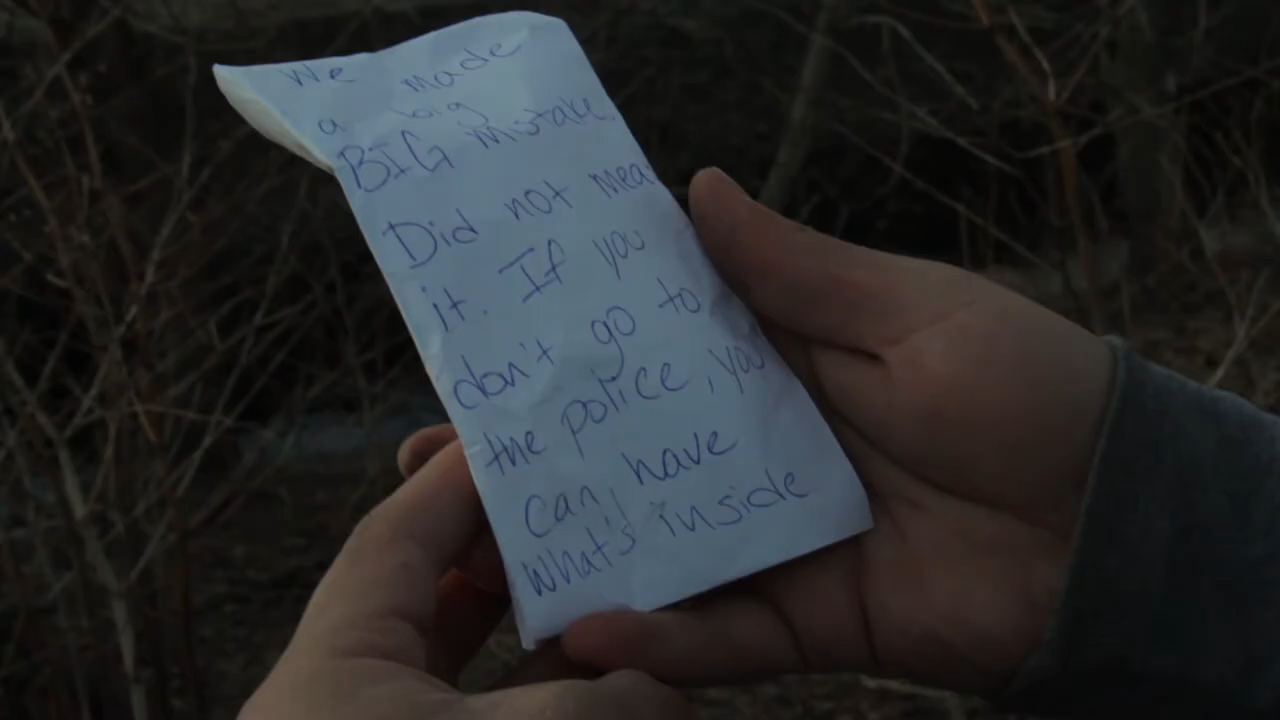 We made
a big
BIG mistake.
Did not mea
it. If you
don't go to
the police, you
can have
what's inside